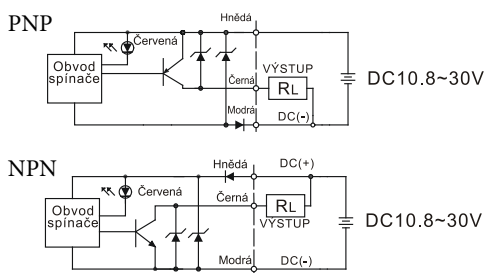 PNP
Hnědá
Červená
Obvod
spínače
Černá
VÝSTUP
RL
DC10.8~30V
Modrá
DC(-)
NPN
Hnědá
DC(+)
Červená
Černá
Obvod
spínače
RL
VÝSTUP
DC10.8~30V
Modrá
DC(-)